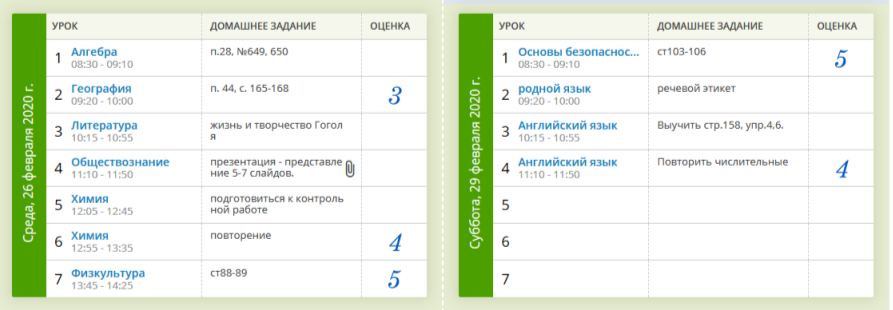 Среда, 26 февраля 2020 г.
УРОК ДОМАШНЕЕ ЗАДАНИЕ ОЦЕНКА
1 Алгебра п.28, №649, 650
08:30 - 09:10
2 География п. 44, с. 165-168 3
09:20 - 10:00
3 Литература жизнь и творчество Гогол
10:15 - 10:55 я
4 Обществознание презентация - представле
11:10 - 11:50 ние 5-7 слайдов.
5 Химия подготовиться к контроль
12:05 - 12:45 ной работе
6 Химия повторение 4
12:55 - 13:35
7 Физкультура ст88-89 5
13:45 - 14:25
Суббота, 29 февраля 2020 г.
УРОК ДОМАШНЕЕ ЗАДАНИЕ ОЦЕНКА
1 Основы безопаснос... ст103-106 5
08:30 - 09:10
2 родной язык речевой этикет
09:20 - 10:00
3 Английский язык Выучить стр.158, упр.4,6.
10:15 - 10:55
4 Английский язык Повторить числительные 4
11:10 - 11:50
5
6
7